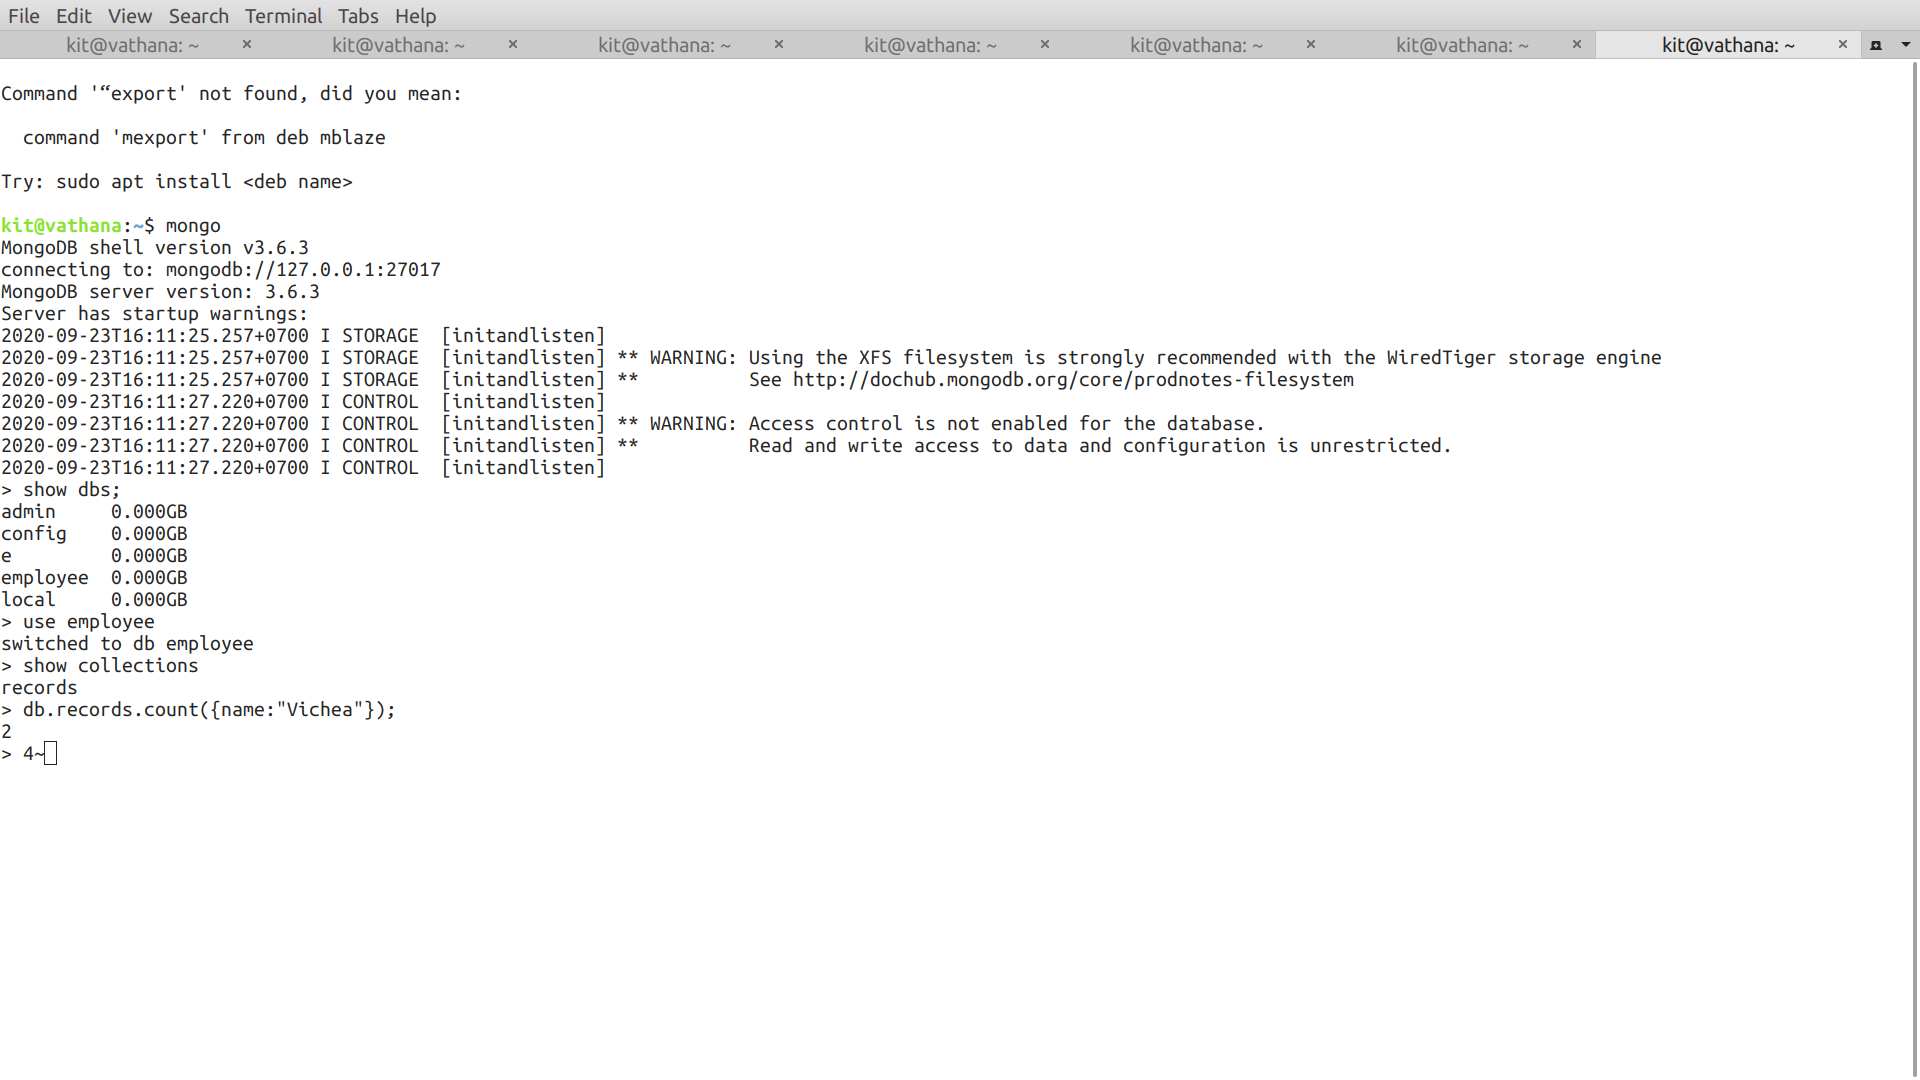 File Edit View Search Terminal Tabs Help
kit@vathana: ~ × kit@vathana: ~ × kit@vathana: ~ × kit@vathana: ~ × kit@vathana: ~ × kit@vathana: ~ × kit@vathana: ~ ×
Command '“export' not found, did you mean:
command 'mexport' from deb mblaze
Try: sudo apt install <deb name>
kit@vathana:~$ mongo
MongoDB shell version v3.6.3
connecting to: mongodb://127.0.0.1:27017
MongoDB server version: 3.6.3
Server has startup warnings:
2020-09-23T16:11:25.257+0700 I STORAGE  [initandlisten]
2020-09-23T16:11:25.257+0700 I STORAGE  [initandlisten] ** WARNING: Using the XFS filesystem is strongly recommended with the WiredTiger storage engine
2020-09-23T16:11:25.257+0700 I STORAGE  [initandlisten] **          See http://dochub.mongodb.org/core/prodnotes-filesystem
2020-09-23T16:11:27.220+0700 I CONTROL  [initandlisten]
2020-09-23T16:11:27.220+0700 I CONTROL  [initandlisten] ** WARNING: Access control is not enabled for the database.
2020-09-23T16:11:27.220+0700 I CONTROL  [initandlisten] **          Read and write access to data and configuration is unrestricted.
2020-09-23T16:11:27.220+0700 I CONTROL  [initandlisten]
> show dbs;
admin     0.000GB
config    0.000GB
e         0.000GB
employee  0.000GB
local     0.000GB
> use employee
switched to db employee
> show collections
records
> db.records.count({name:"Vichea"});
2
> 4~